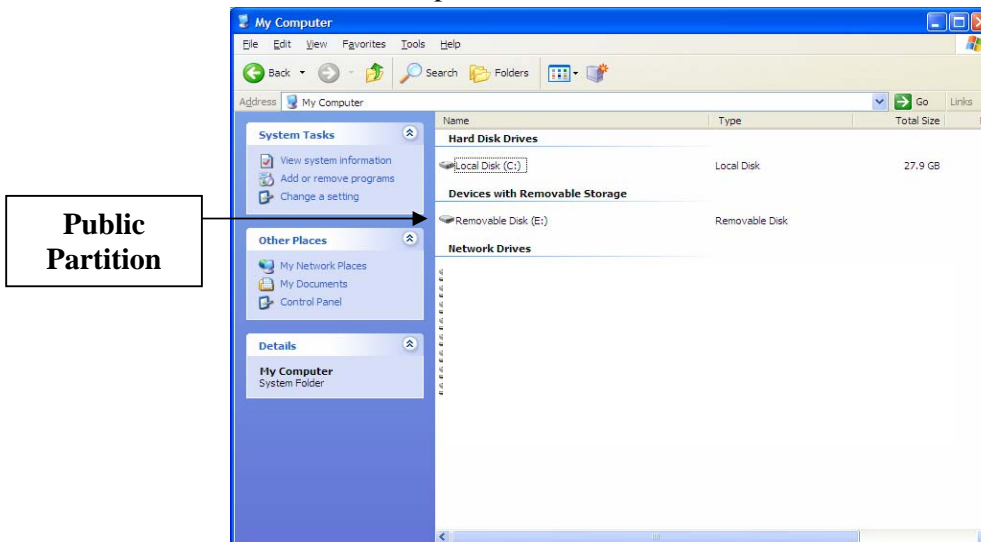 My Computer
File Edit View Favorites Tools Help
Back Search Folders
Address My Computer Go Links
Name Type Total Size
System Tasks
View system information
Add or remove programs
Change a setting
Other Places
My Network Places
My Documents
Control Panel
Details
My Computer
System Folder
Hard Disk Drives
Local Disk (C:) Local Disk 27.9 GB
Devices with Removable Storage
Removable Disk (E:) Removable Disk
Network Drives
Public
Partition